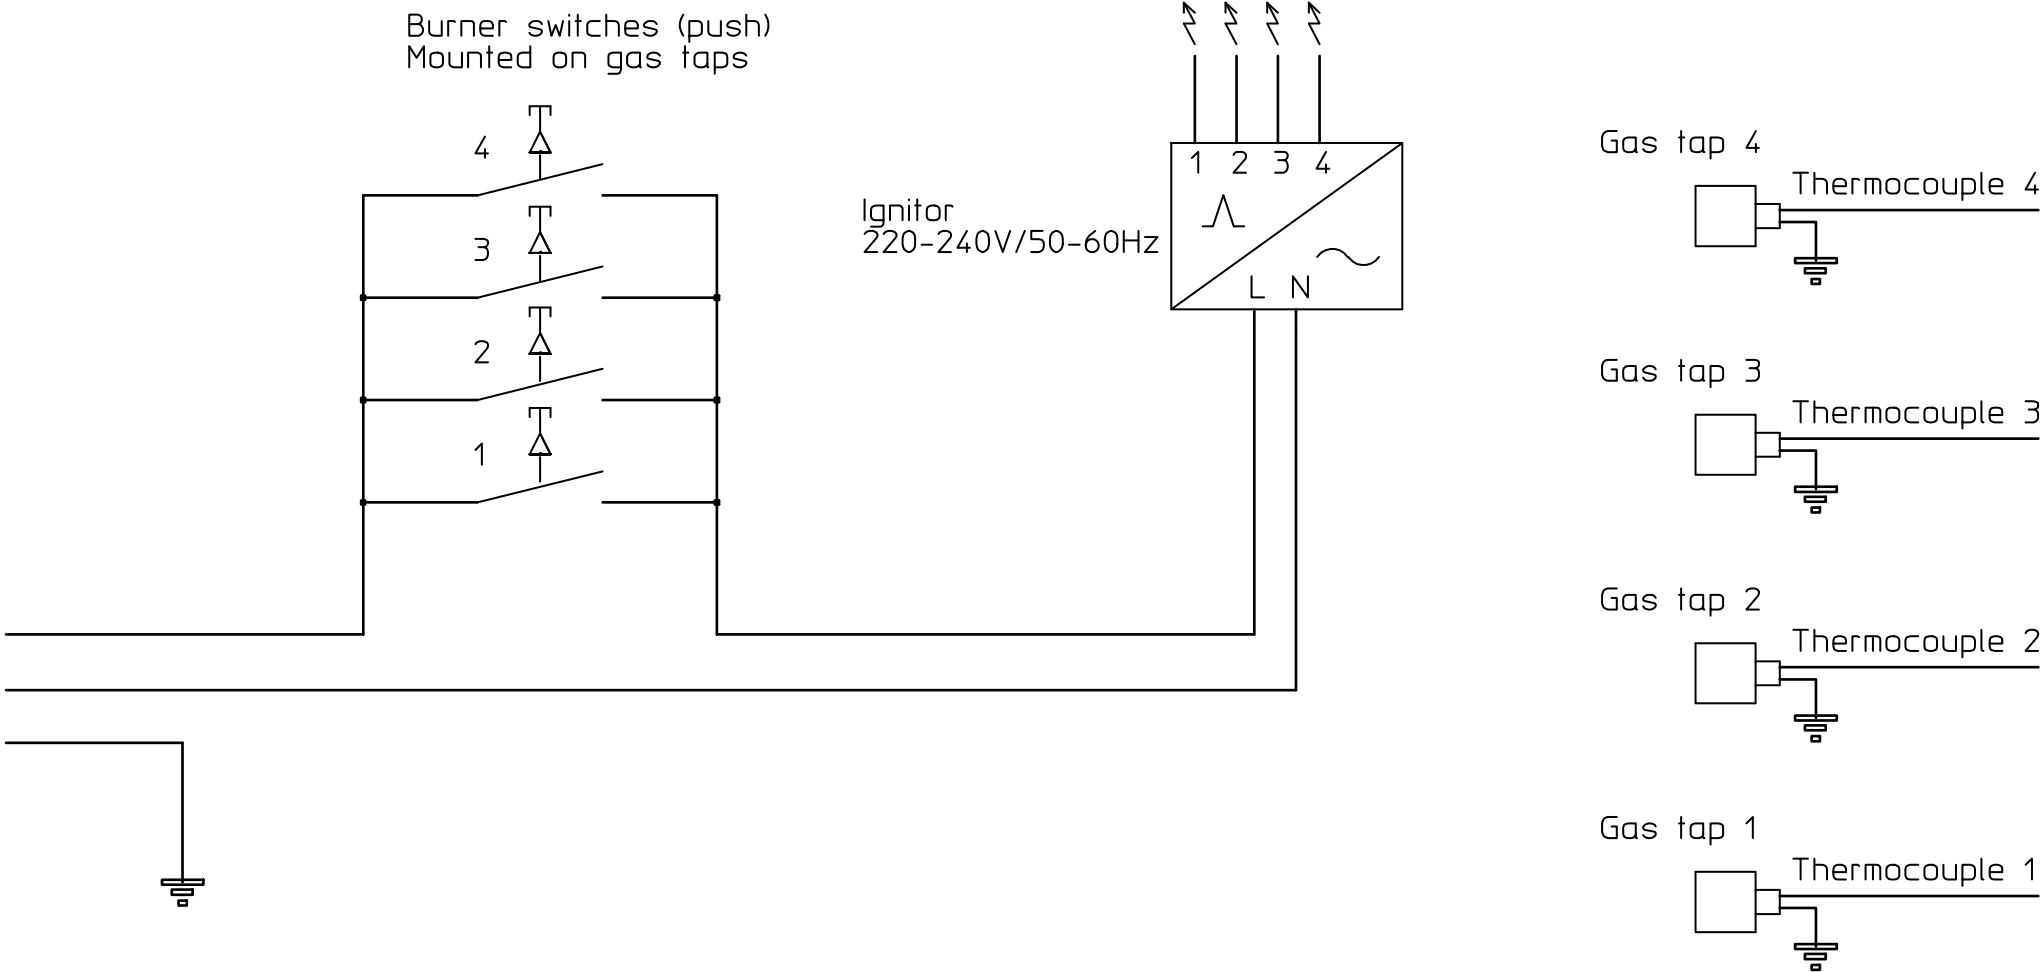 Burner switches (push)
Mounted on gas taps
4
3
2
1
Ignitor
220-240V/50-60Hz
1 2 3 4
L N
Gas tap 4
Thermocouple 4
Gas tap 3
Thermocouple 3
Gas tap 2
Thermocouple 2
Gas tap 1
Thermocouple 1